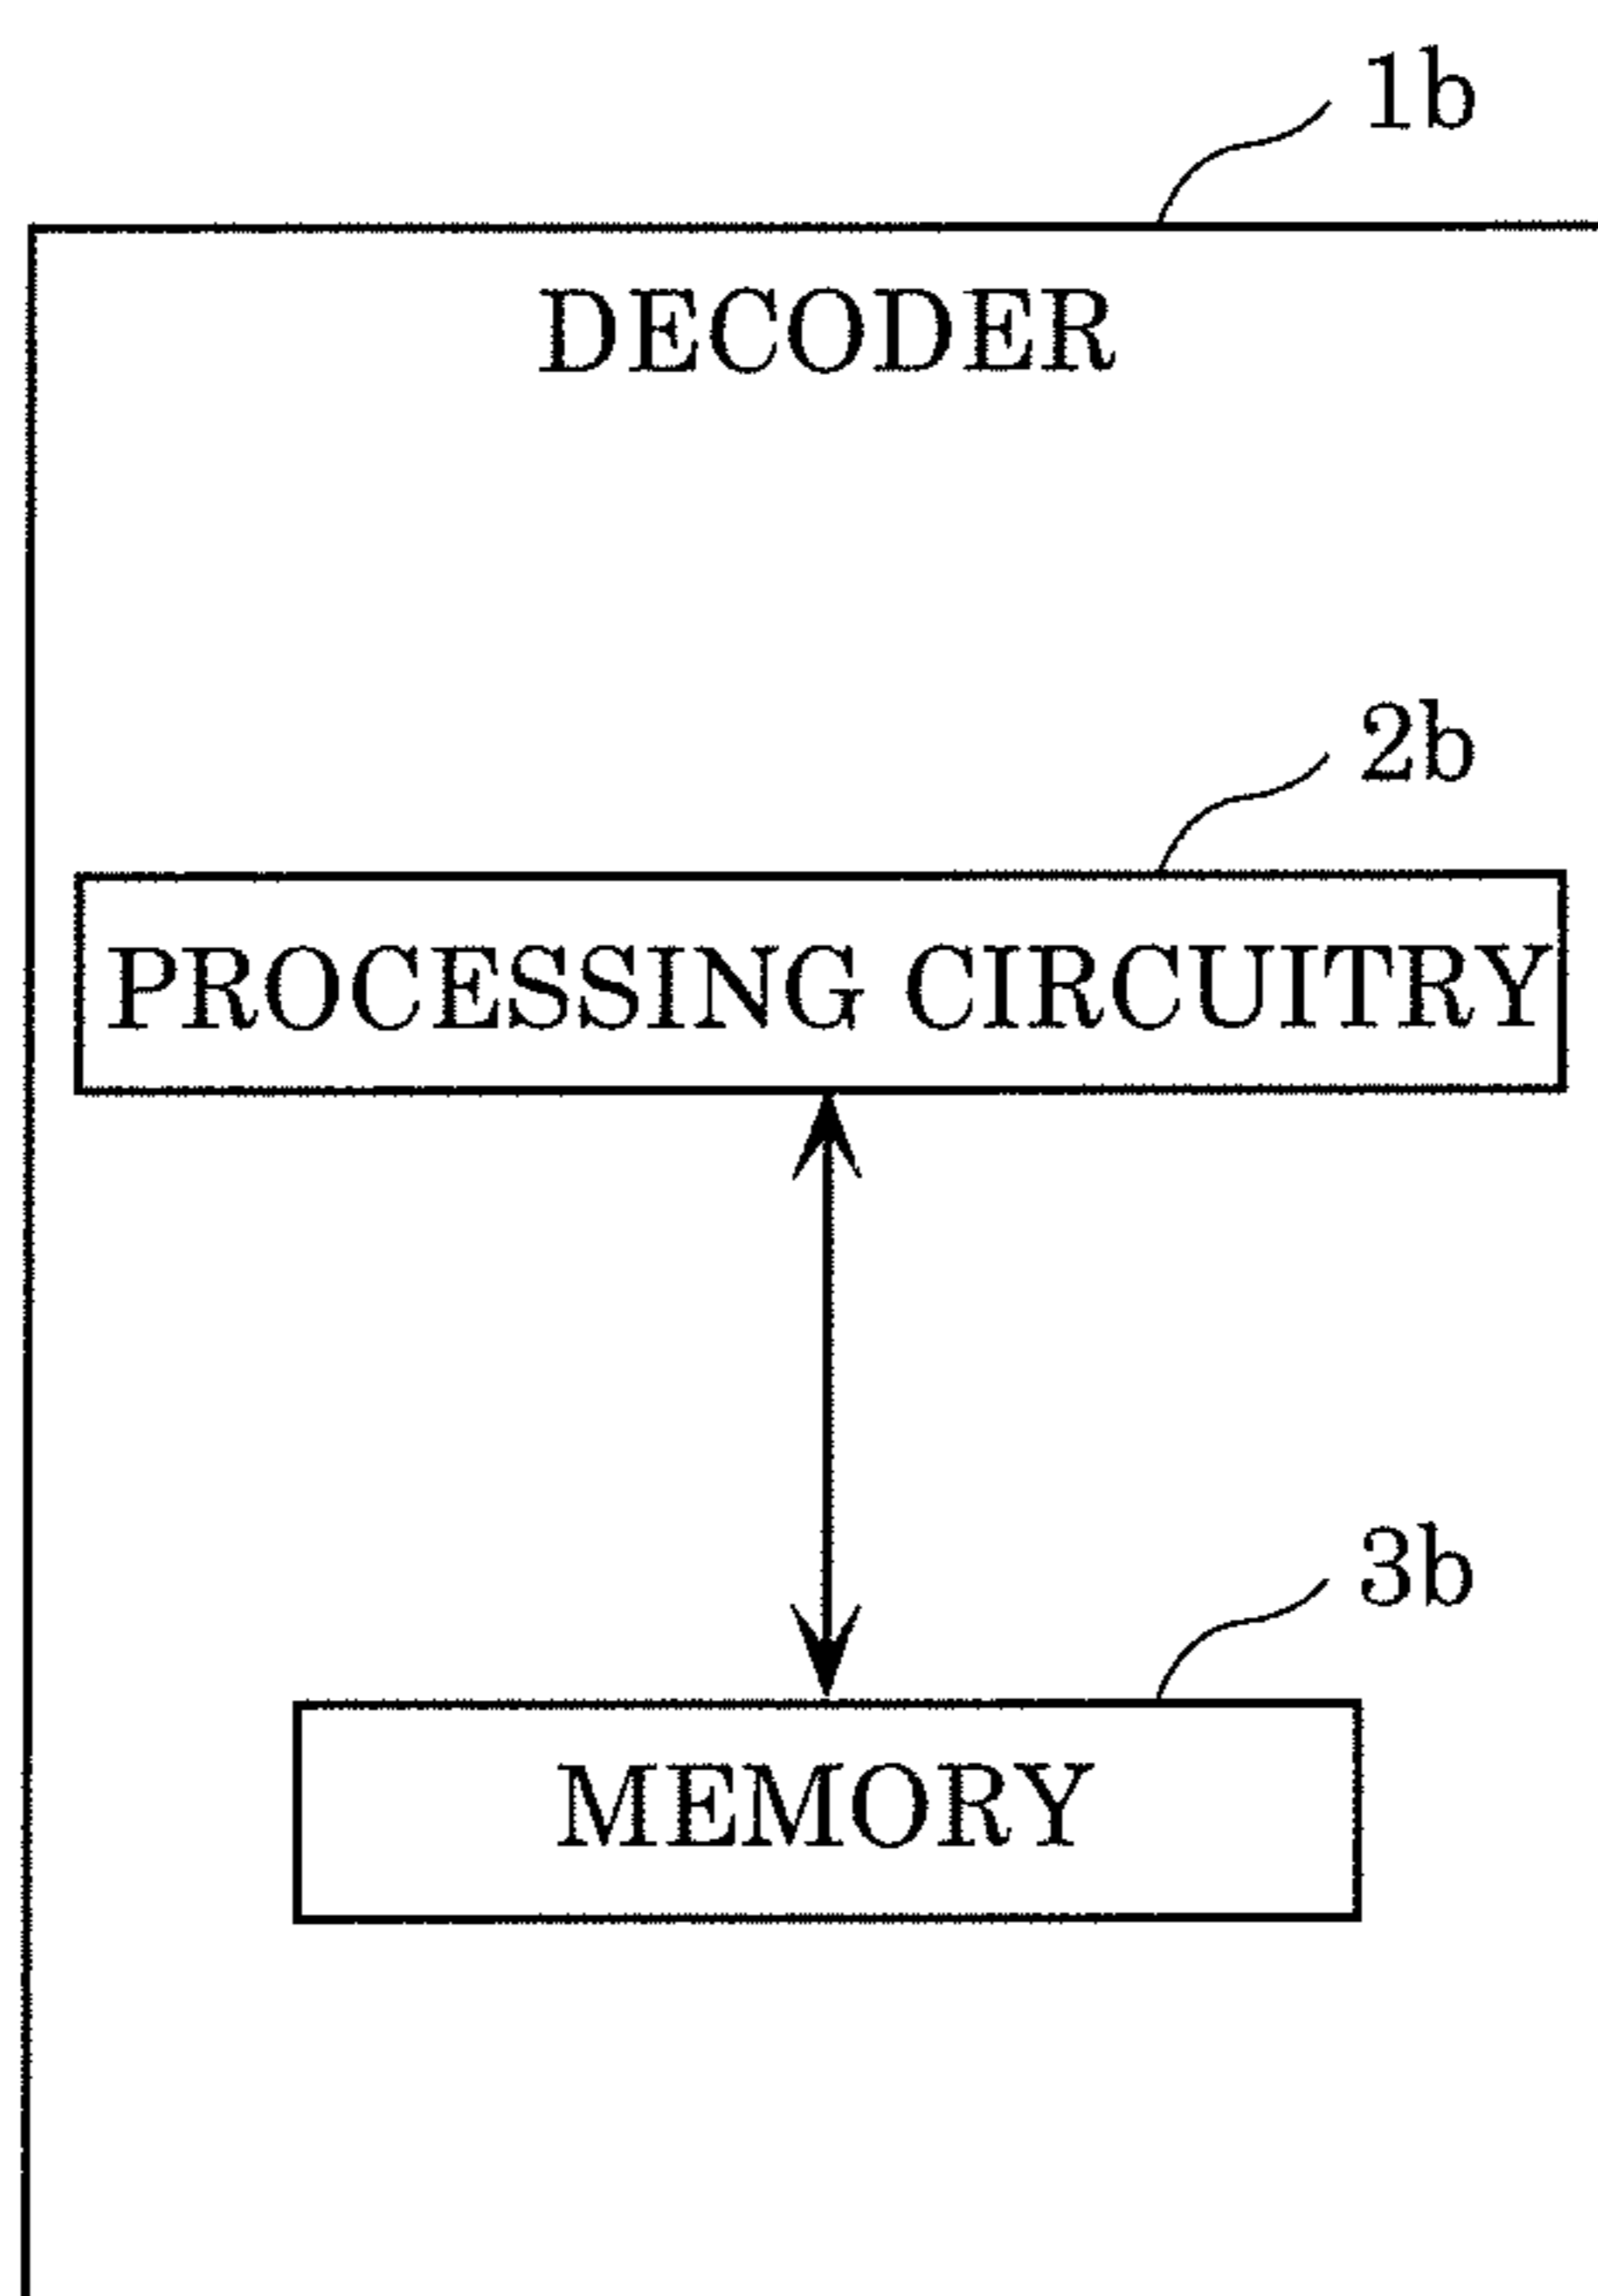 1b
DECODER
2b
PROCESSING CIRCUITRY
3b
MEMORY